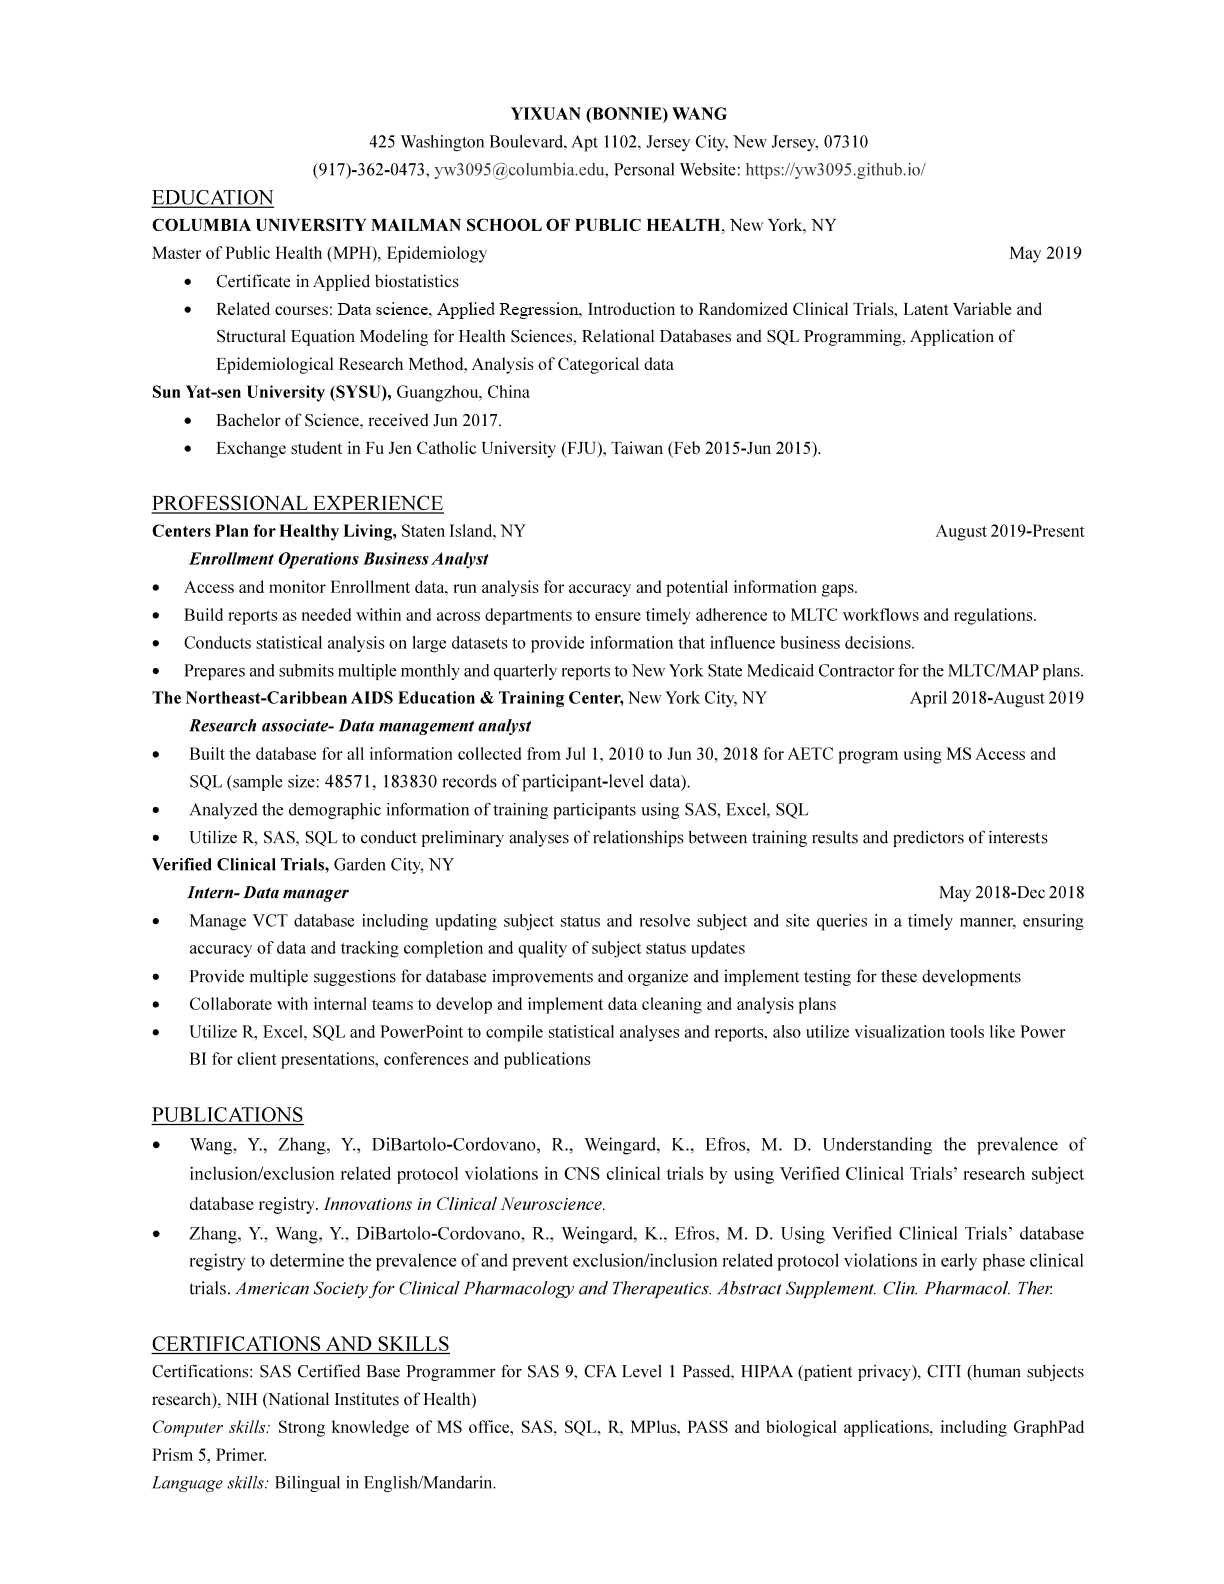 YIXUAN (BONNIE) WANG
425 Washington Boulevard, Apt 1102, Jersey City, New Jersey, 07310
(917)-362-0473, yw3095@columbia.edu, Personal Website: https://yw3095.github.io/
EDUCATION
COLUMBIA UNIVERSITY MAILMAN SCHOOL OF PUBLIC HEALTH, New York, NY
Master of Public Health (MPH), Epidemiology May 2019
• Certificate in Applied biostatistics
• Related courses: Data science, Applied Regression, Introduction to Randomized Clinical Trials, Latent Variable and
Structural Equation Modeling for Health Sciences, Relational Databases and SQL Programming, Application of
Epidemiological Research Method, Analysis of Categorical data
Sun Yat-sen University (SYSU), Guangzhou, China
• Bachelor of Science, received Jun 2017.
• Exchange student in Fu Jen Catholic University (FJU), Taiwan (Feb 2015-Jun 2015).
PROFESSIONAL EXPERIENCE
Centers Plan for Healthy Living, Staten Island, NY August 2019-Present
Enrollment Operations Business Analyst
• Access and monitor Enrollment data, run analysis for accuracy and potential information gaps.
• Build reports as needed within and across departments to ensure timely adherence to MLTC workflows and regulations.
• Conducts statistical analysis on large datasets to provide information that influence business decisions.
• Prepares and submits multiple monthly and quarterly reports to New York State Medicaid Contractor for the MLTC/MAP plans.
The Northeast-Caribbean AIDS Education & Training Center, New York City, NY April 2018-August 2019
Research associate- Data management analyst
• Built the database for all information collected from Jul 1, 2010 to Jun 30, 2018 for AETC program using MS Access and
SQL (sample size: 48571, 183830 records of participant-level data).
• Analyzed the demographic information of training participants using SAS, Excel, SQL
• Utilize R, SAS, SQL to conduct preliminary analyses of relationships between training results and predictors of interests
Verified Clinical Trials, Garden City, NY
Intern- Data manager May 2018-Dec 2018
• Manage VCT database including updating subject status and resolve subject and site queries in a timely manner, ensuring
accuracy of data and tracking completion and quality of subject status updates
• Provide multiple suggestions for database improvements and organize and implement testing for these developments
• Collaborate with internal teams to develop and implement data cleaning and analysis plans
• Utilize R, Excel, SQL and PowerPoint to compile statistical analyses and reports, also utilize visualization tools like Power
BI for client presentations, conferences and publications
PUBLICATIONS
• Wang, Y., Zhang, Y., DiBartolo-Cordovano, R., Weingard, K., Efros, M. D. Understanding the prevalence of
inclusion/exclusion related protocol violations in CNS clinical trials by using Verified Clinical Trials’ research subject
database registry. Innovations in Clinical Neuroscience.
• Zhang, Y., Wang, Y., DiBartolo-Cordovano, R., Weingard, K., Efros, M. D. Using Verified Clinical Trials’ database
registry to determine the prevalence of and prevent exclusion/inclusion related protocol violations in early phase clinical
trials. American Society for Clinical Pharmacology and Therapeutics. Abstract Supplement. Clin. Pharmacol. Ther.
CERTIFICATIONS AND SKILLS
Certifications: SAS Certified Base Programmer for SAS 9, CFA Level 1 Passed, HIPAA (patient privacy), CITI (human subjects
research), NIH (National Institutes of Health)
Computer skills: Strong knowledge of MS office, SAS, SQL, R, MPlus, PASS and biological applications, including GraphPad
Prism 5, Primer.
Language skills: Bilingual in English/Mandarin.